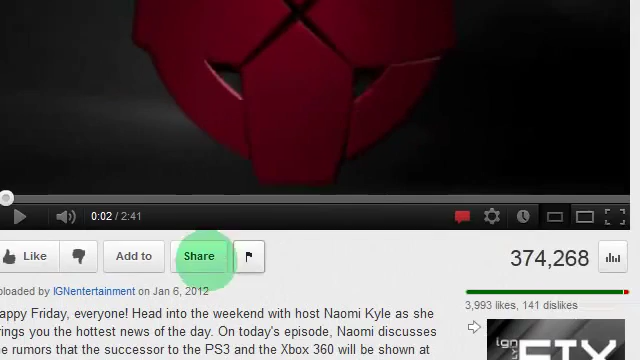 0:02 / 2:41
Like
Add to
Share
374,268
ploaded by IGNentertainment on Jan 6, 2012
3,993 likes, 141 dislikes
appy Friday, everyone! Head into the weekend with host Naomi Kyle as she
rings you the hottest news of the day. On today's episode, Naomi discusses
e rumors that the successor to the PS3 and the Xbox 360 will be shown at
ign
FIX